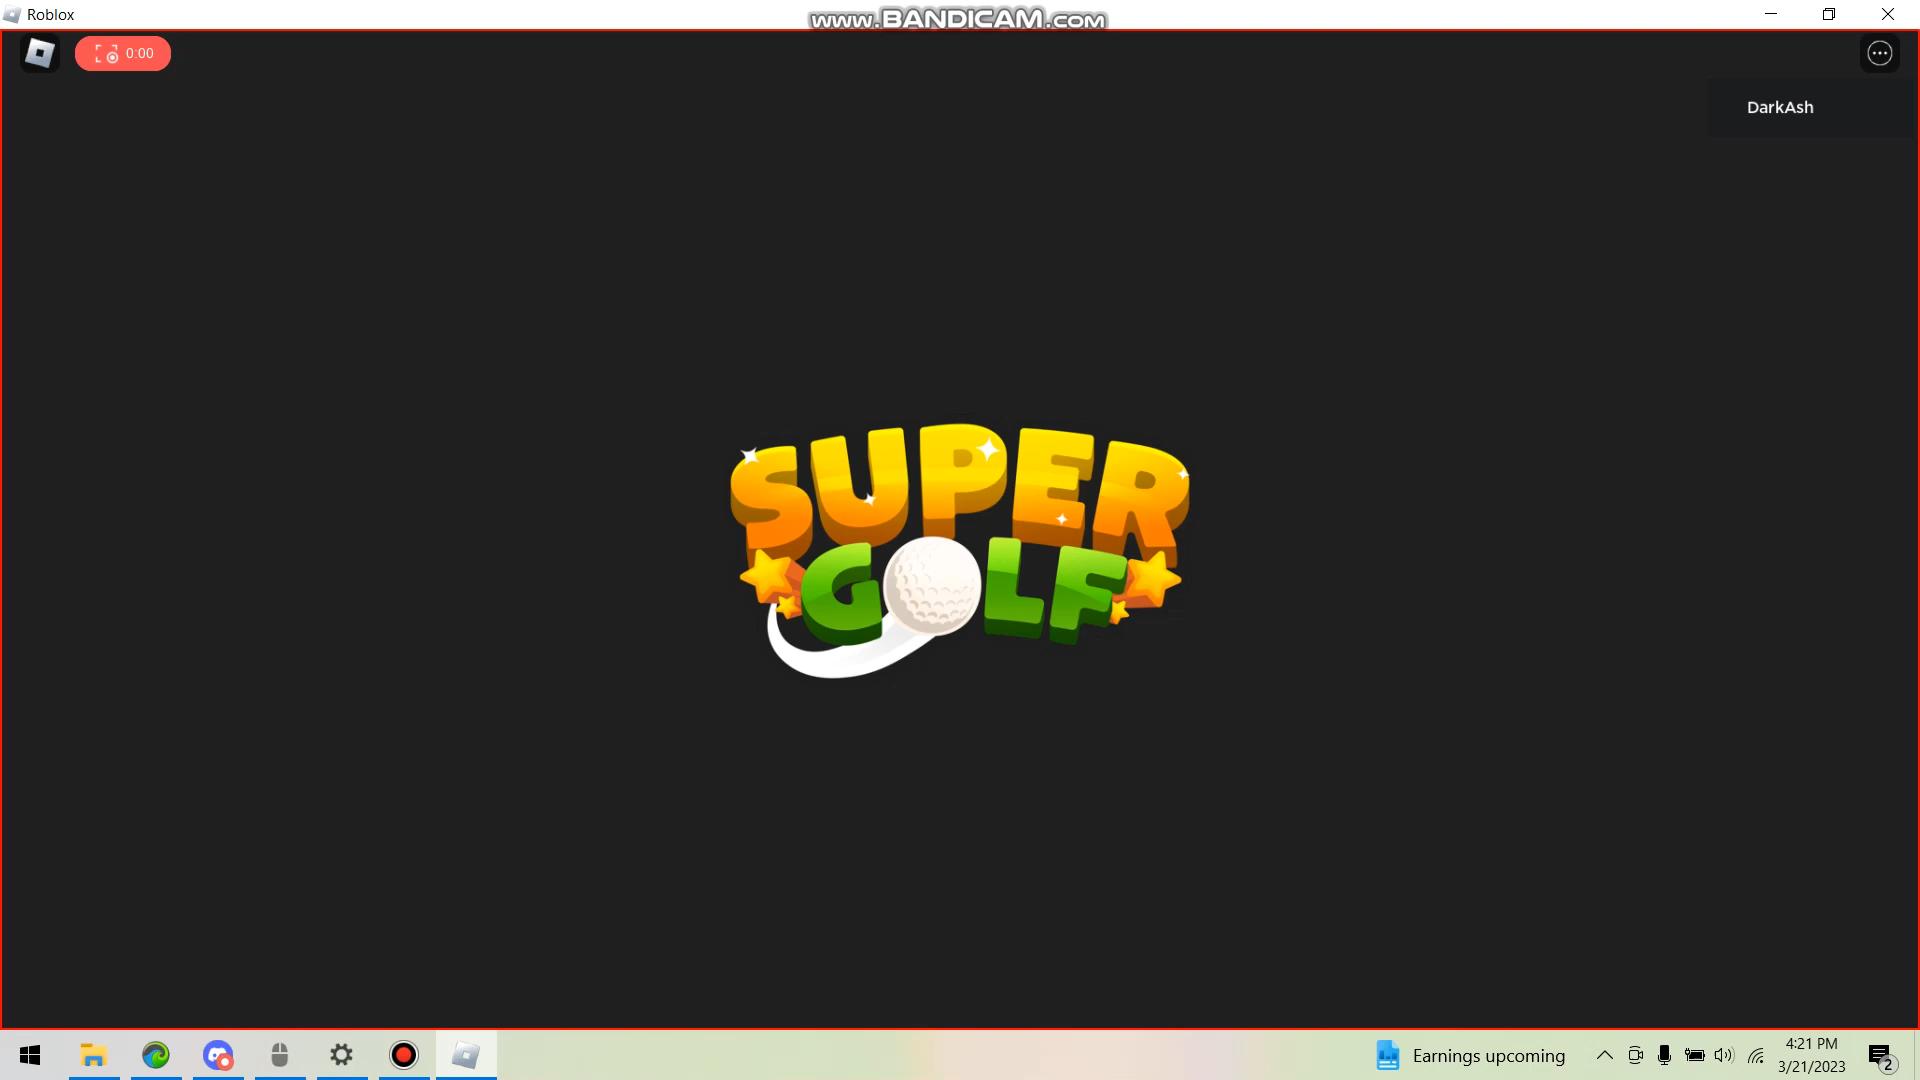 Roblox
www.BANDICAM.com
0:00
DarkAsh
SUPER
GOLF
Earnings upcoming
4:21 PM
3/21/2023
2